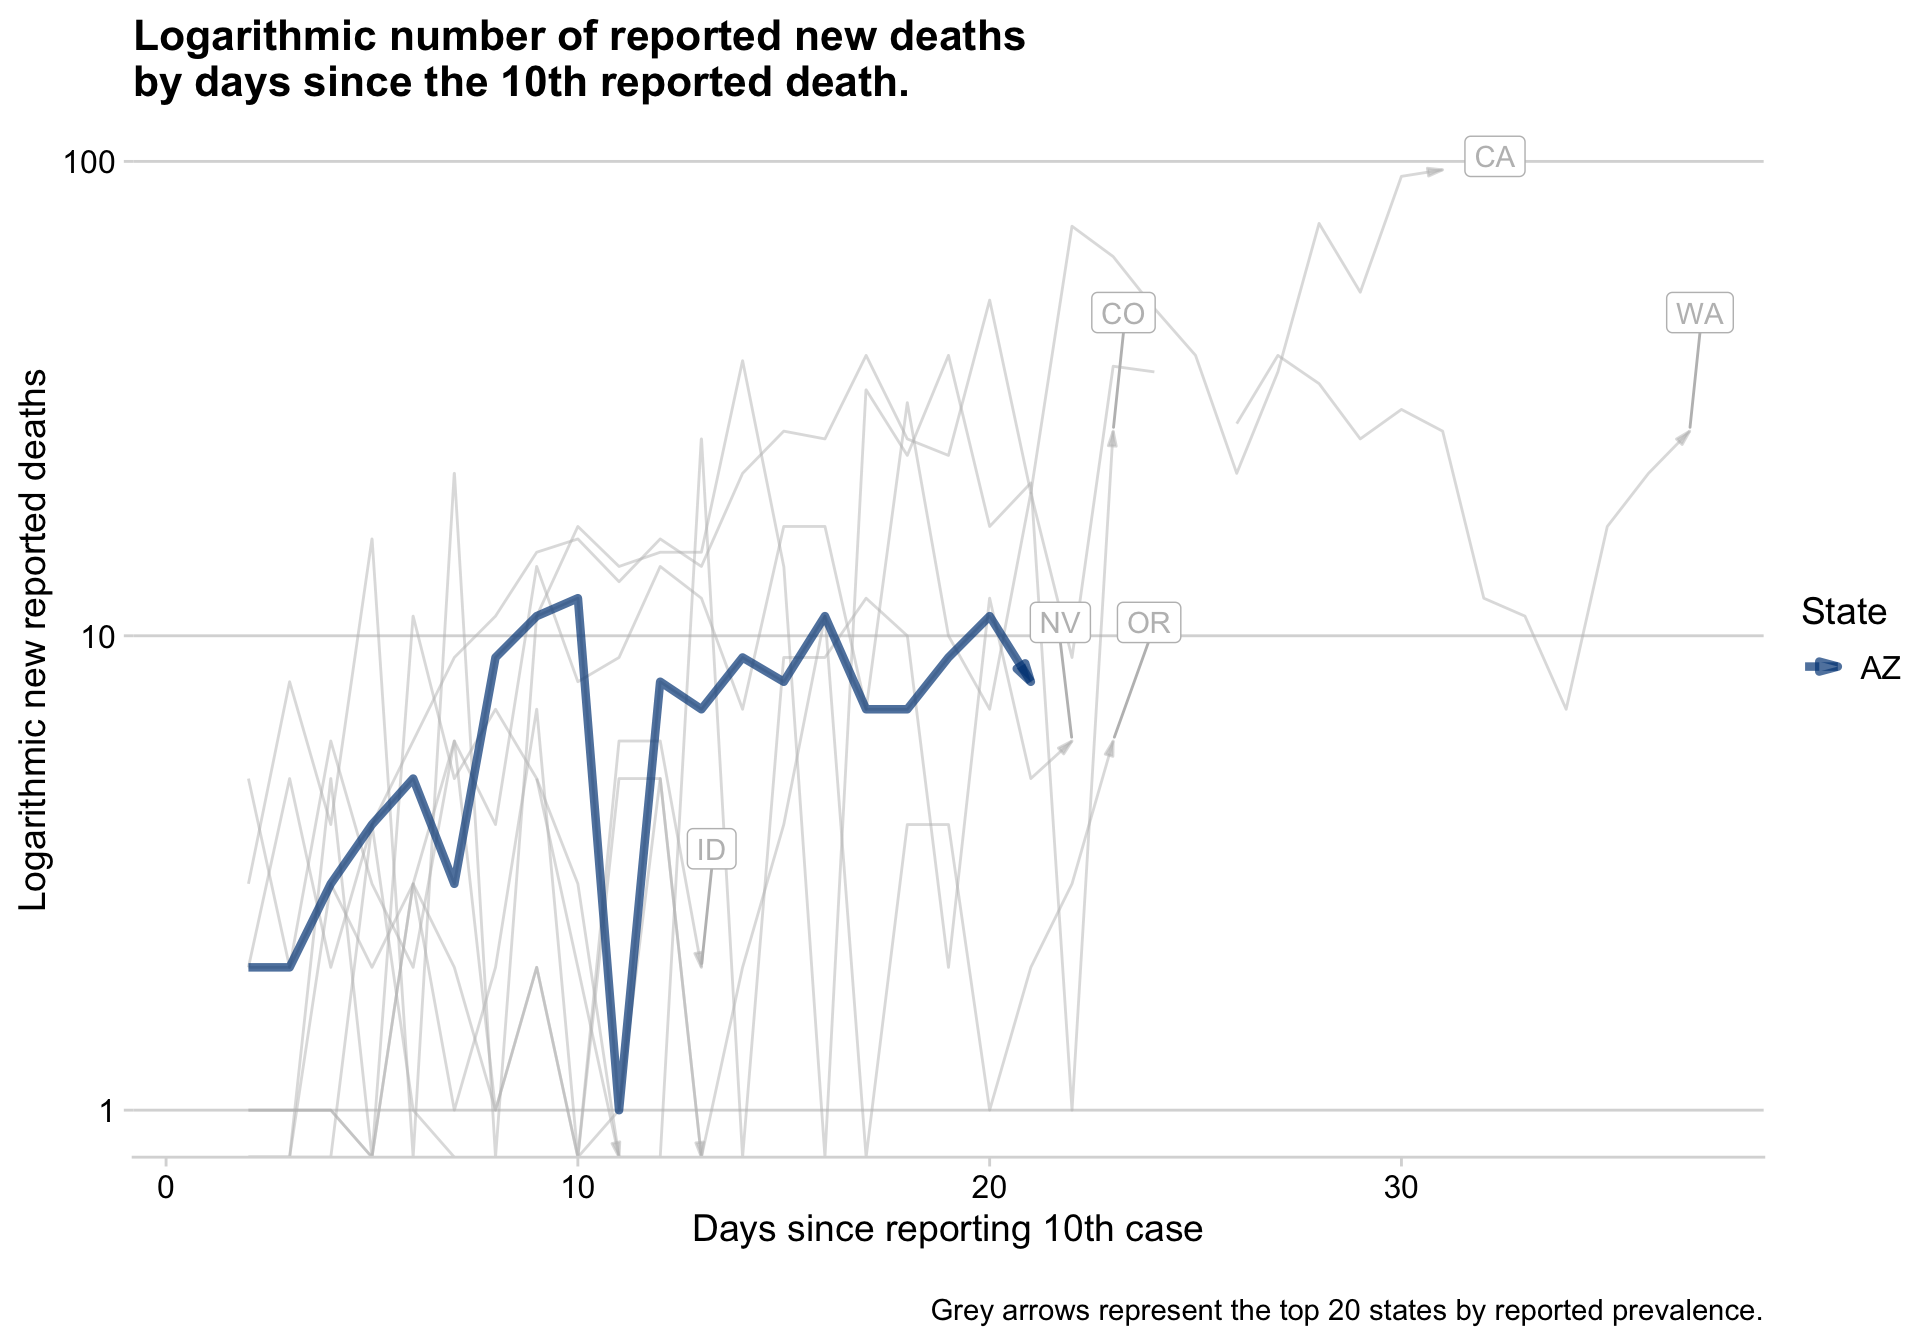 Logarithmic number of reported new deaths
by days since the 10th reported death.
100
10
1
Logarithmic new reported deaths
CA
CO
WA
NV
OR
ID
State
AZ
0
10
20
30
Days since reporting 10th case
Grey arrows represent the top 20 states by reported prevalence.